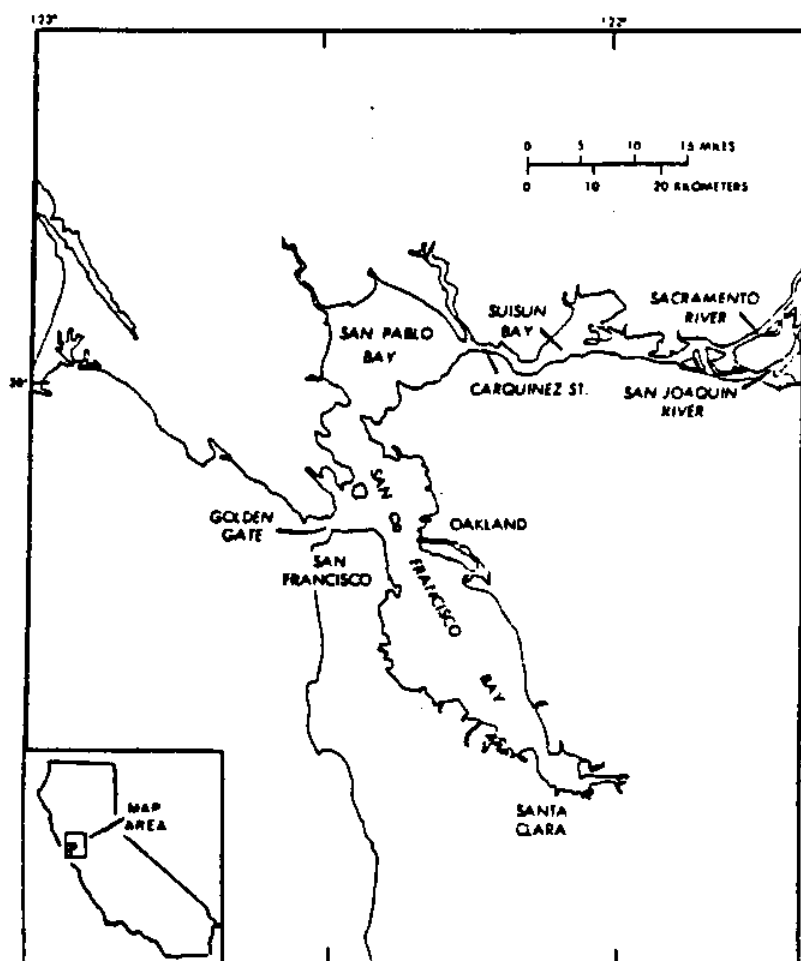 123°
122°
0 5 10 15 MILES
0 10 20 KILOMETERS
SUISUN
BAY
SACRAMENTO
RIVER
SAN PABLO
BAY
CARQUINEZ ST.
SAN JOAQUIN
RIVER
38°
SAN
GOLDEN
GATE
OAKLAND
SAN
FRANCISCO
FRANCISCO
BAY
MAP
AREA
SANTA
CLARA